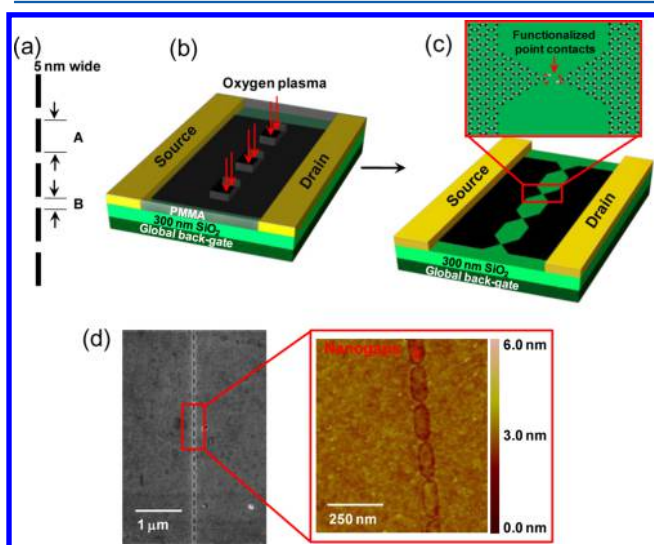 (a)
5 nm wide
A
B
(b)
Oxygen plasma
Source
Drain
PMMA
300 nm SiO₂
Global back-gate
(c)
Functionalized
point contacts
Source
Drain
300 nm SiO₂
Global back-gate
(d)
1 μm
Nanogaps
250 nm
6.0 nm
3.0 nm
0.0 nm